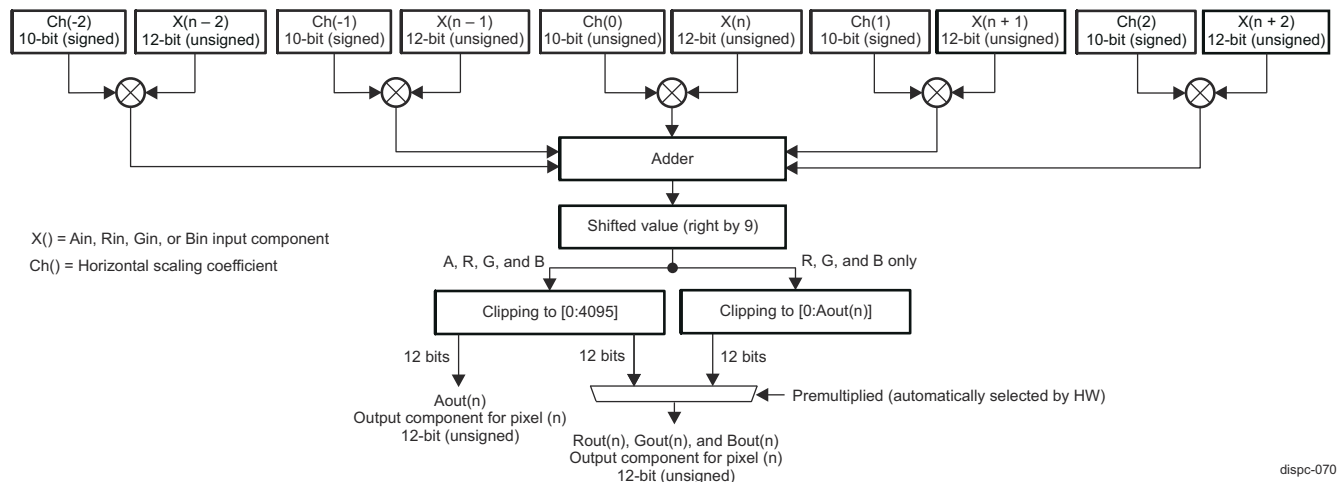 Ch(-2)
10-bit (signed)
X(n – 2)
12-bit (unsigned)
Ch(-1)
10-bit (signed)
X(n – 1)
12-bit (unsigned)
Ch(0)
10-bit (unsigned)
X(n)
12-bit (unsigned)
Ch(1)
10-bit (signed)
X(n + 1)
12-bit (unsigned)
Ch(2)
10-bit (signed)
X(n + 2)
12-bit (unsigned)
Adder
Shifted value (right by 9)
X() = Ain, Rin, Gin, or Bin input component
Ch() = Horizontal scaling coefficient
A, R, G, and B
R, G, and B only
Clipping to [0:4095]
Clipping to [0:Aout(n)]
12 bits
12 bits
12 bits
Premultiplied (automatically selected by HW)
Aout(n)
Output component for pixel (n)
12-bit (unsigned)
Rout(n), Gout(n), and Bout(n)
Output component for pixel (n)
12-bit (unsigned)
dispc-070